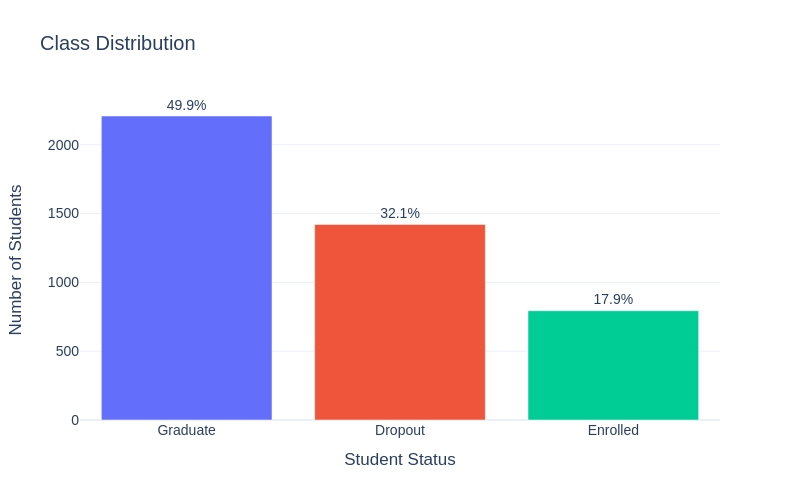 Class Distribution
49.9%
32.1%
17.9%
2000
1500
1000
500
0
Number of Students
Graduate
Dropout
Enrolled
Student Status